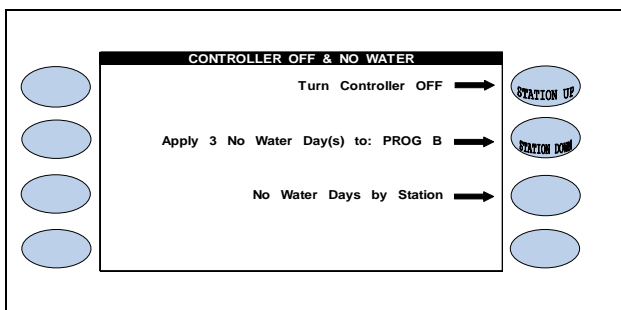 CONTROLLER OFF & NO WATER
Turn Controller OFF
STATION UP
Apply 3 No Water Day(s) to: PROG B
STATION DOWN
No Water Days by Station